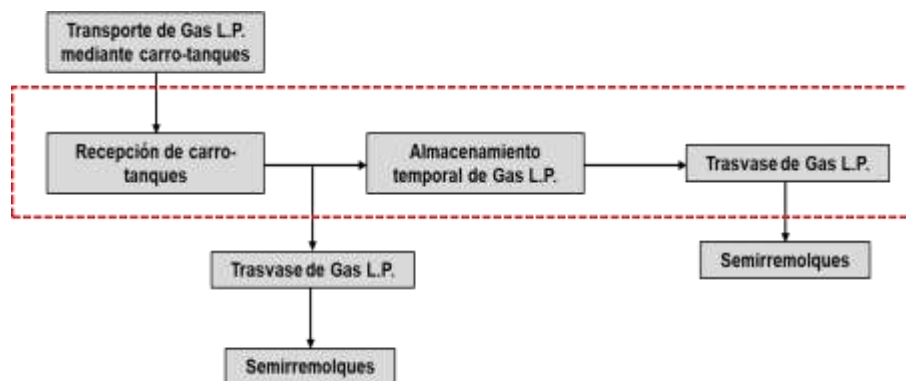 Transporte de Gas L.P.
mediante carro-tanques
Recepción de carro-
tanques
Almacenamiento
temporal de Gas L.P.
Trasvase de Gas L.P.
Trasvase de Gas L.P.
Semirremolques
Semirremolques